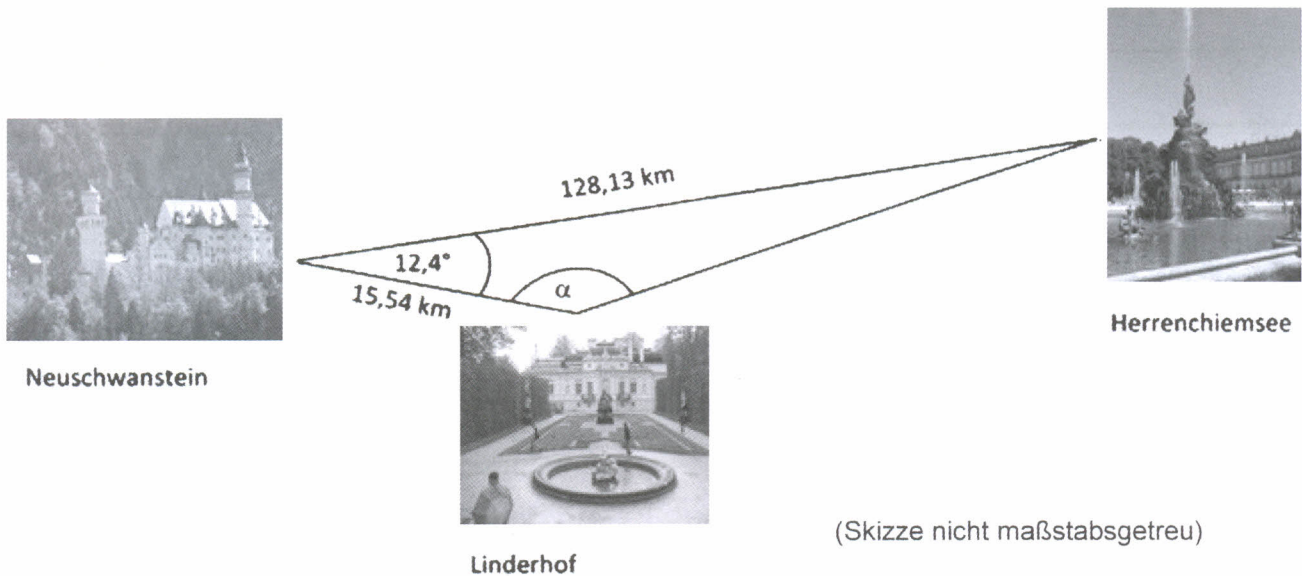 128,13 km
12,4°
α
15,54 km
Herrenchiemsee
Neuschwanstein
(Skizze nicht maßstabsgetreu)
Linderhof